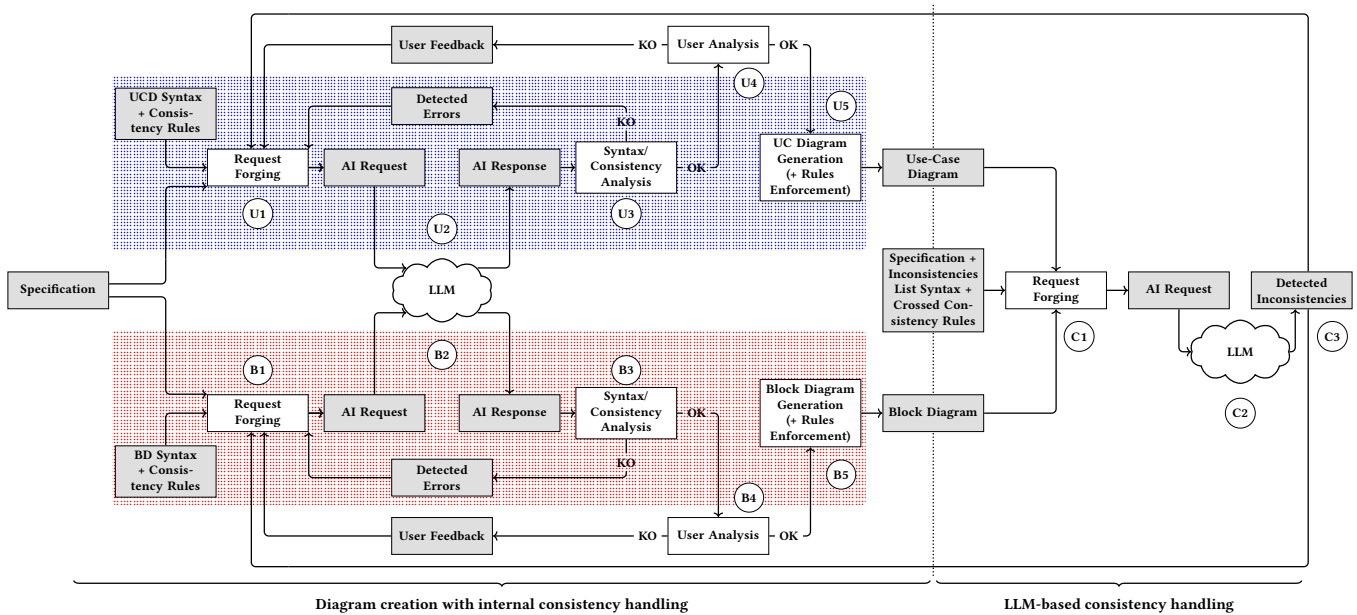 User Feedback
KO
User Analysis
OK
U4
UCD Syntax
+ Consis-
tency Rules
Detected
Errors
KO
U5
Request
Forging
AI Request
AI Response
Syntax/
Consistency
Analysis
OK
UC Diagram
Generation
(+ Rules
Enforcement)
Use-Case
Diagram
U1
U2
U3
Specification
LLM
Specification +
Inconsistencies
List Syntax +
Crossed Con-
sistency Rules
Request
Forging
AI Request
Detected
Inconsistencies
C1
LLM
C3
C2
B1
B2
B3
Request
Forging
AI Request
AI Response
Syntax/
Consistency
Analysis
OK
Block Diagram
Generation
(+ Rules
Enforcement)
Block Diagram
BD Syntax
+ Consis-
tency Rules
Detected
Errors
KO
B5
B4
User Feedback
KO
User Analysis
OK
Diagram creation with internal consistency handling
LLM-based consistency handling